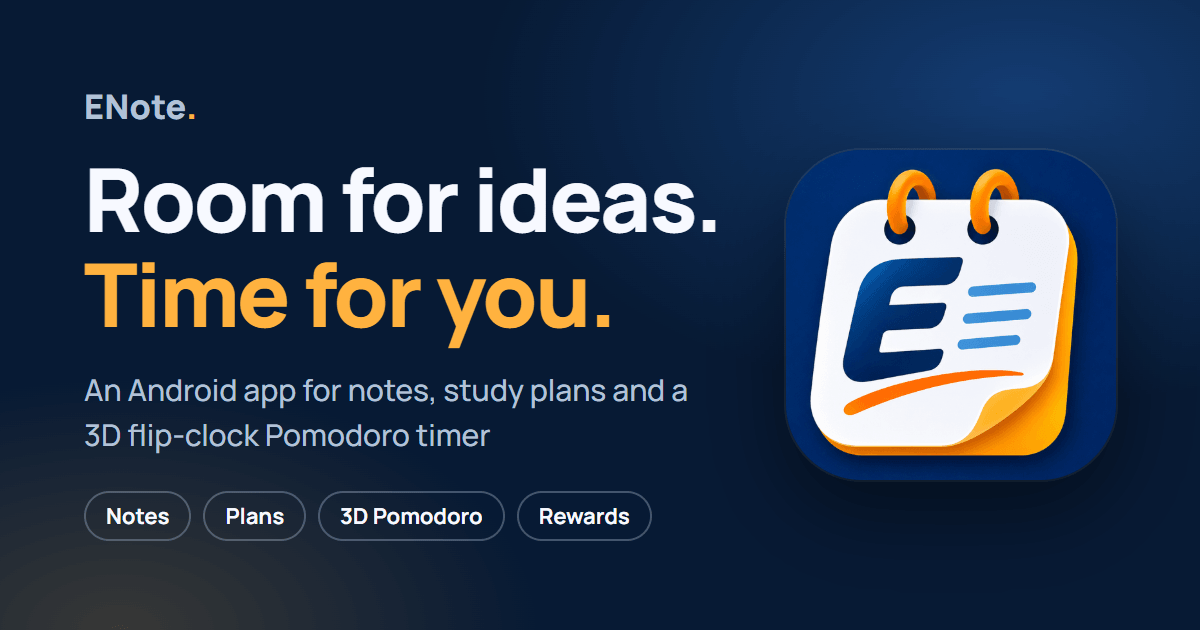 ENote.
Room for ideas.
Time for you.
An Android app for notes, study plans and a
3D flip-clock Pomodoro timer
Notes
Plans
3D Pomodoro
Rewards
E